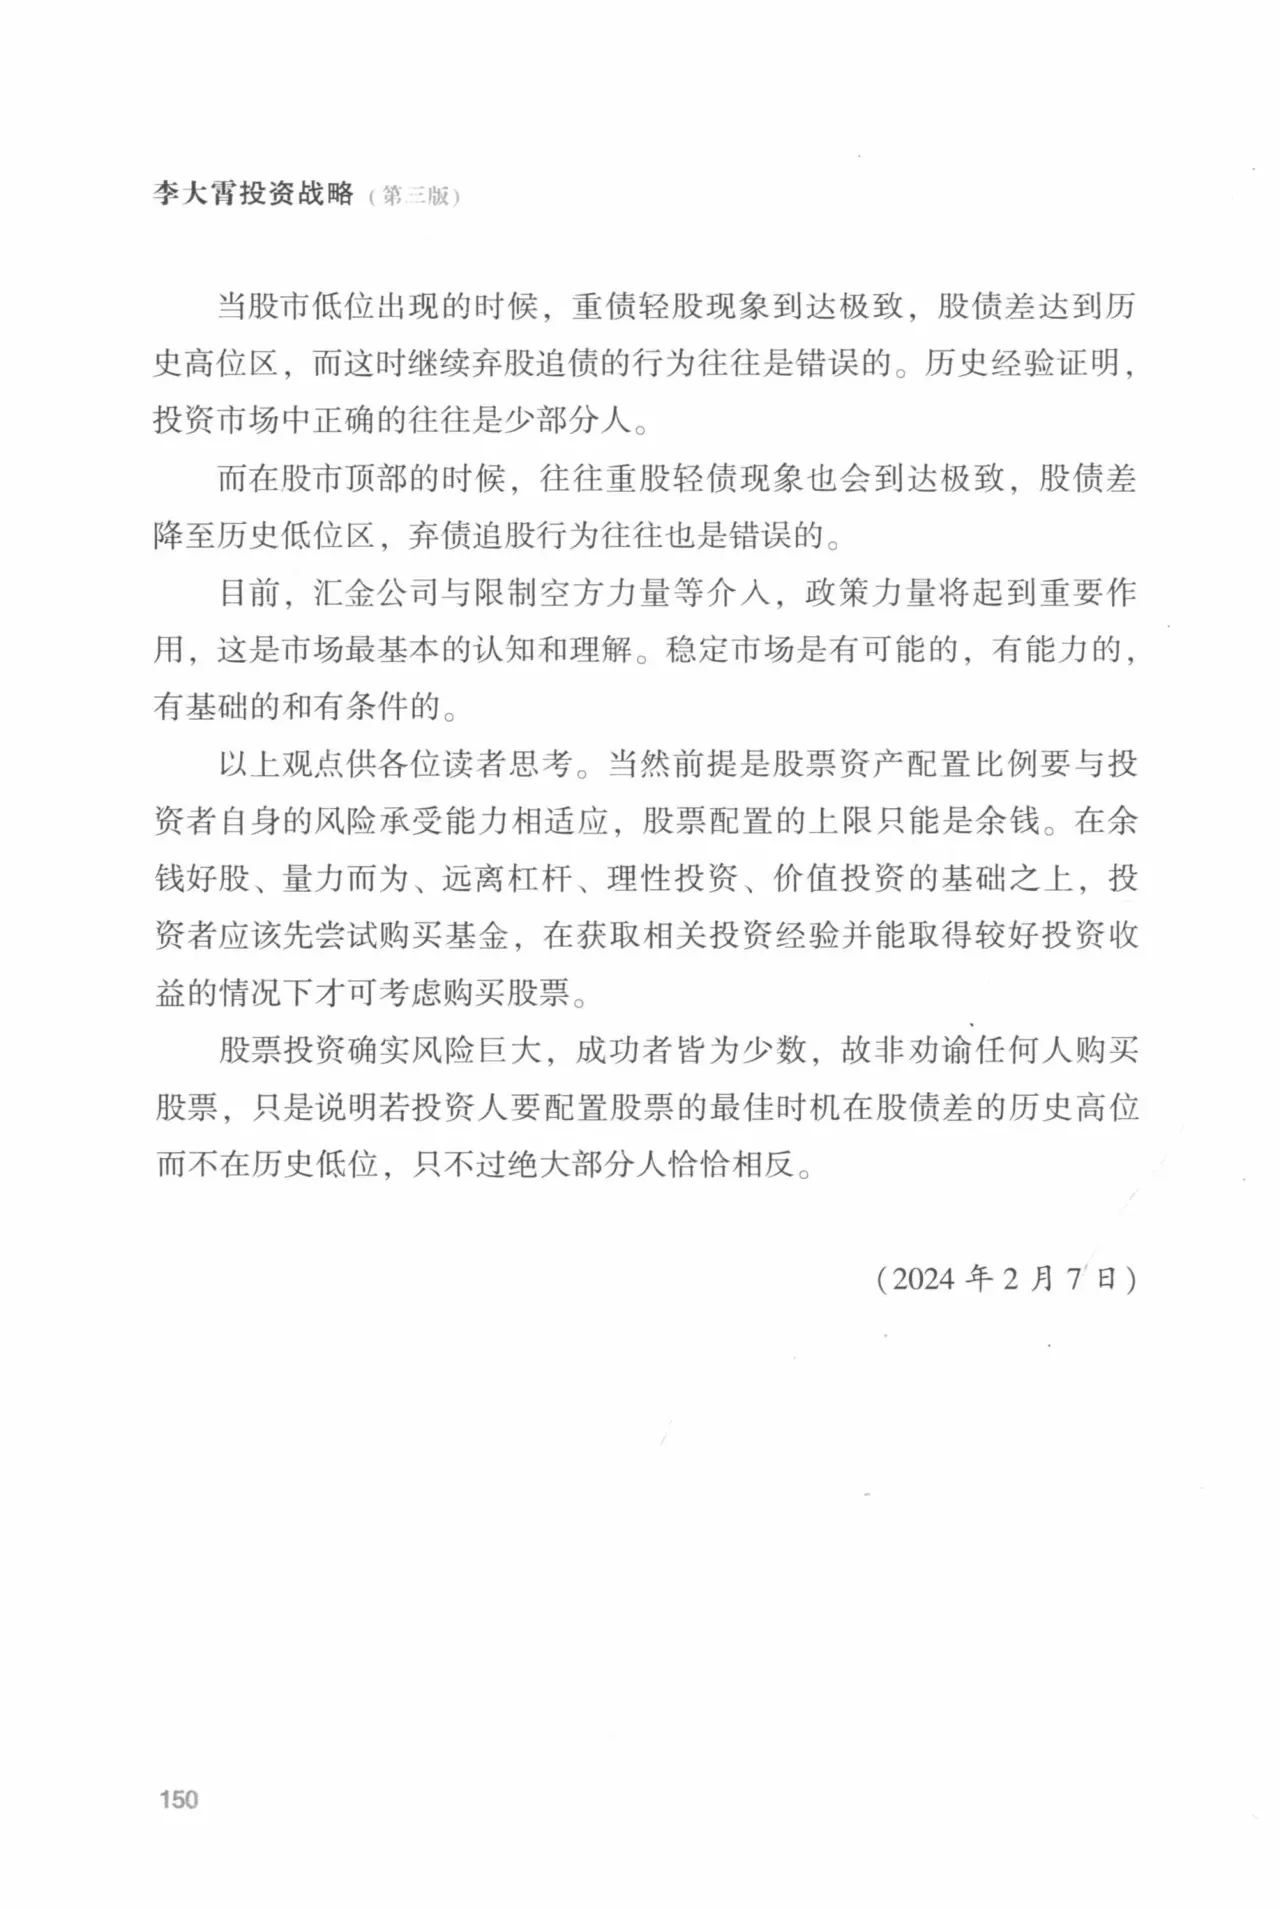 李大霄投资战略（第三版）
当股市低位出现的时候，重债轻股现象到达极致，股债差达到历
史高位区，而这时继续弃股追债的行为往往是错误的。历史经验证明，
投资市场中正确的往往是少部分人。
而在股市顶部的时候，往往重股轻债现象也会到达极致，股债差
降至历史低位区，弃债追股行为往往也是错误的。
目前，汇金公司与限制空方力量等介入，政策力量将起到重要作
用，这是市场最基本的认知和理解。稳定市场是有可能的，有能力的，
有基础的和有条件的。
以上观点供各位读者思考。当然前提是股票资产配置比例要与投
资者自身的风险承受能力相适应，股票配置的上限只能是余钱。在余
钱好股、量力而为、远离杠杆、理性投资、价值投资的基础之上，投
资者应该先尝试购买基金，在获取相关投资经验并能取得较好投资收
益的情况下才可考虑购买股票。
股票投资确实风险巨大，成功者皆为少数，故非劝谕任何人购买
股票，只是说明若投资人要配置股票的最佳时机在股债差的历史高位
而不在历史低位，只不过绝大部分人恰恰相反。
（2024 年 2 月 7 日）
150